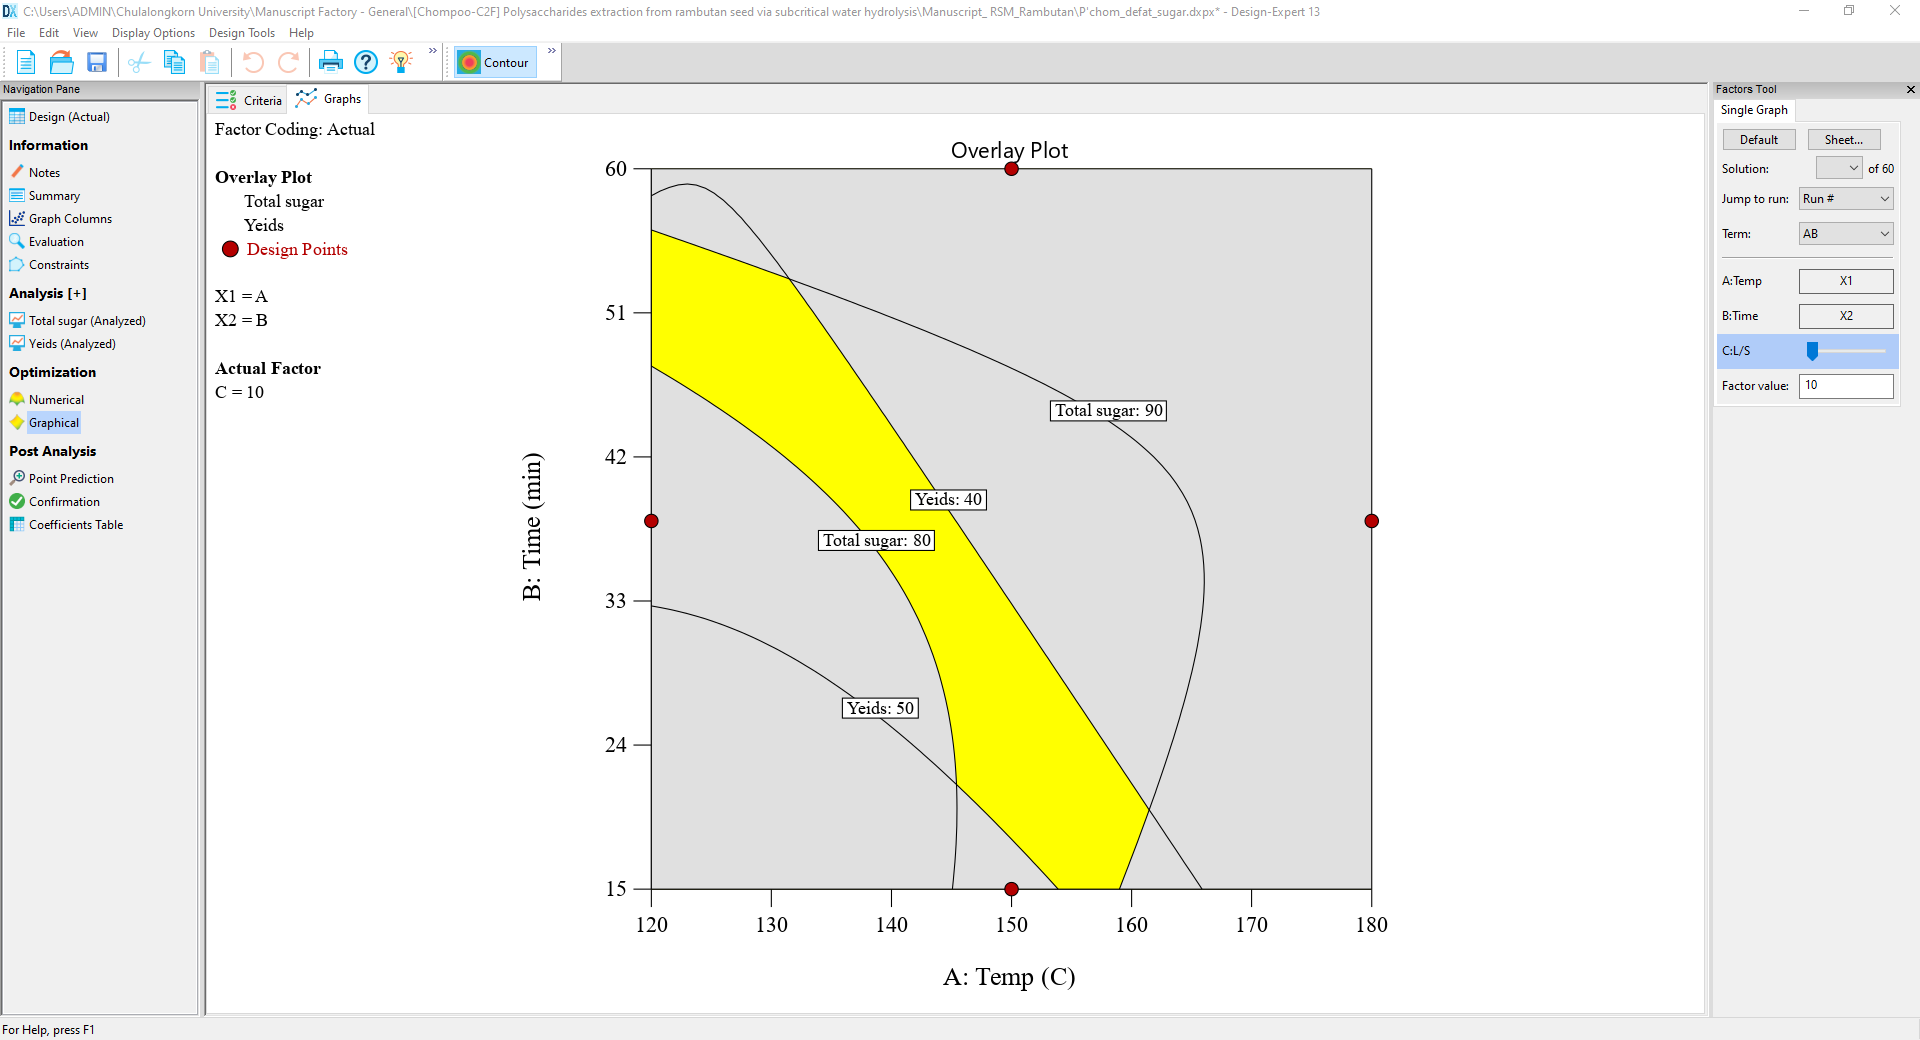 C:\Users\ADMIN\Chulalongkorn University\Manuscript Factory - General\[Chompoo-C2F] Polysaccharides extraction from rambutan seed via subcritical water hydrolysis\Manuscript_ RSM_Rambutan\P'chom_defat_sugar.dxpx* - Design-Expert 13
File Edit View Display Options Design Tools Help
Contour
Navigation Pane
Design (Actual)
Information
Notes
Summary
Graph Columns
Evaluation
Constraints
Analysis [+]
Total sugar (Analyzed)
Yeids (Analyzed)
Optimization
Numerical
Graphical
Post Analysis
Point Prediction
Confirmation
Coefficients Table
Criteria Graphs
Factor Coding: Actual
Overlay Plot
Total sugar
Yeids
Design Points
X1 = A
X2 = B
Actual Factor
C = 10
Overlay Plot
60
51
42
33
24
15
B: Time (min)
Total sugar: 90
Yeids: 40
Total sugar: 80
Yeids: 50
120 130 140 150 160 170 180
A: Temp (C)
Factors Tool
Single Graph
Default Sheet...
Solution: of 60
Jump to run: Run #
Term: AB
A:Temp X1
B:Time X2
C:L/S
Factor value: 10
For Help, press F1